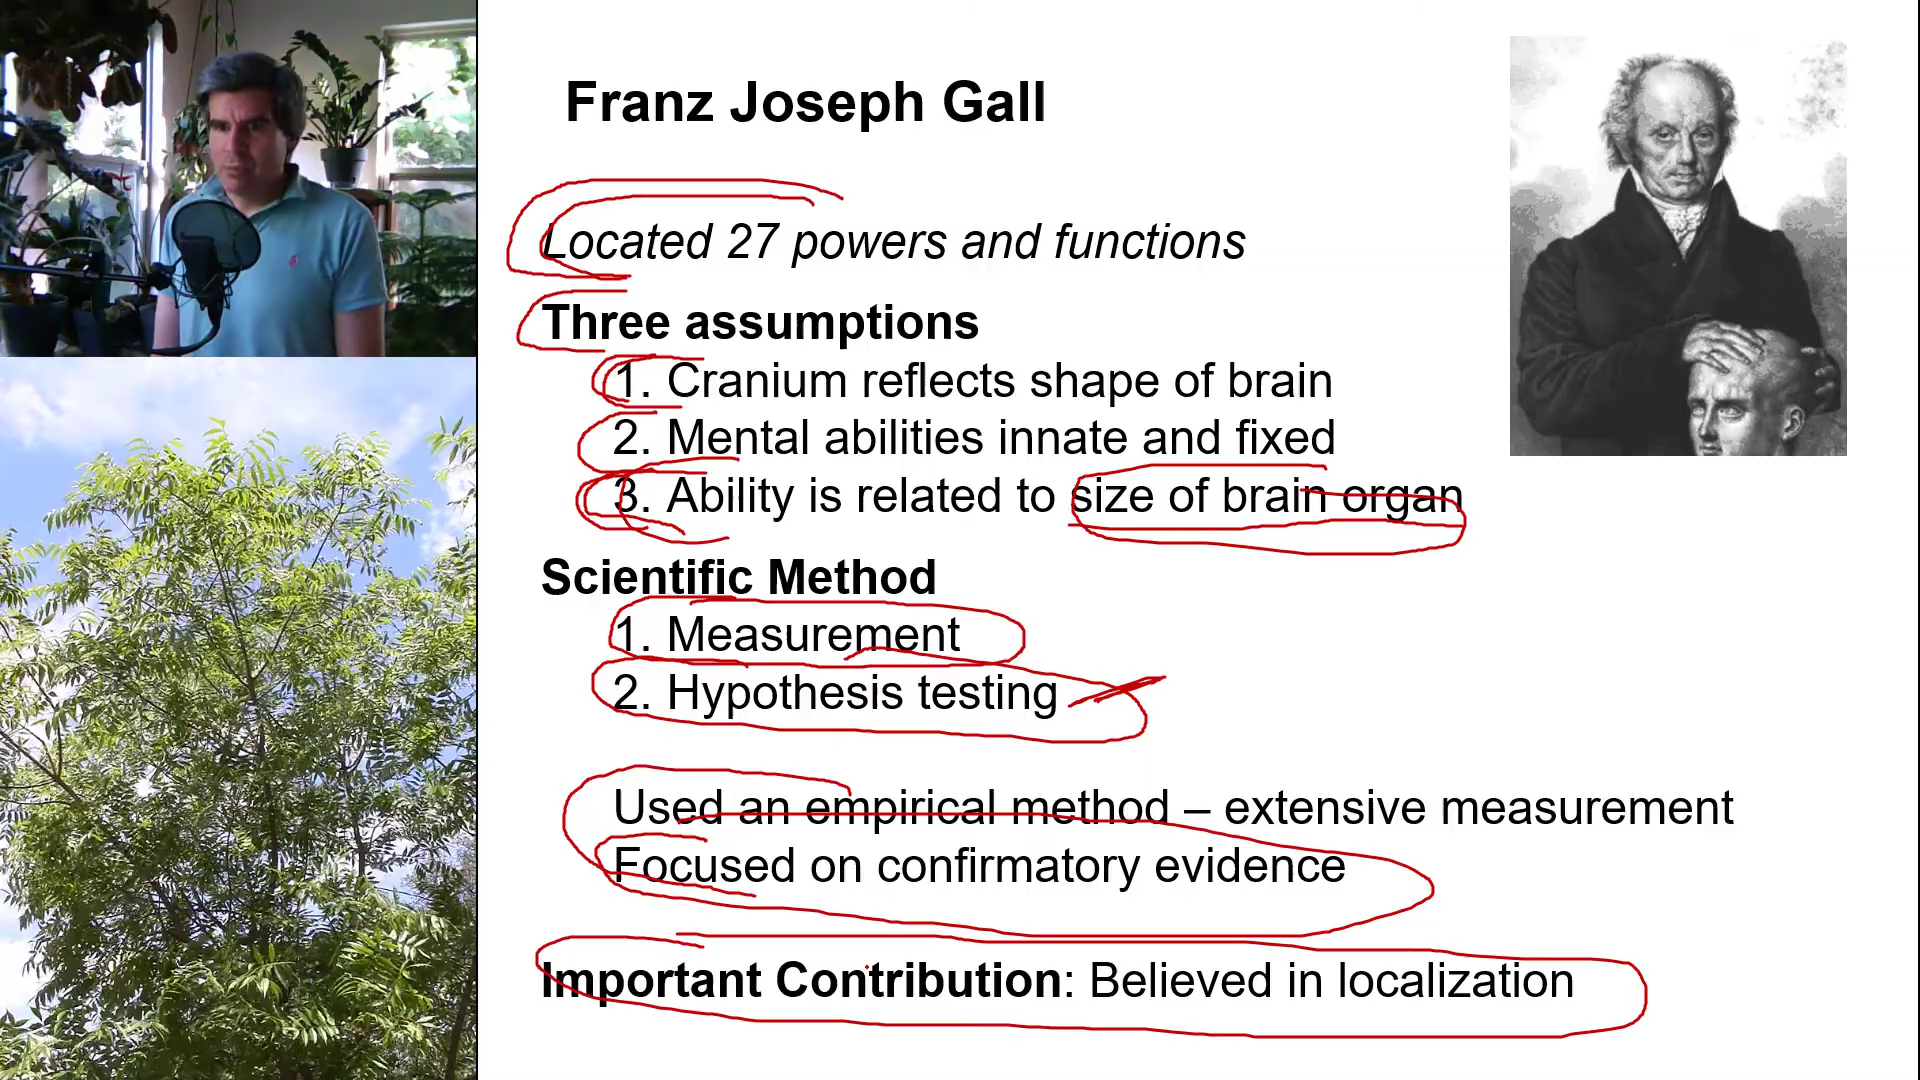 Franz Joseph Gall
Located 27 powers and functions
Three assumptions
1. Cranium reflects shape of brain
2. Mental abilities innate and fixed
3. Ability is related to size of brain organ
Scientific Method
1. Measurement
2. Hypothesis testing
Used an empirical method – extensive measurement
Focused on confirmatory evidence
Important Contribution: Believed in localization